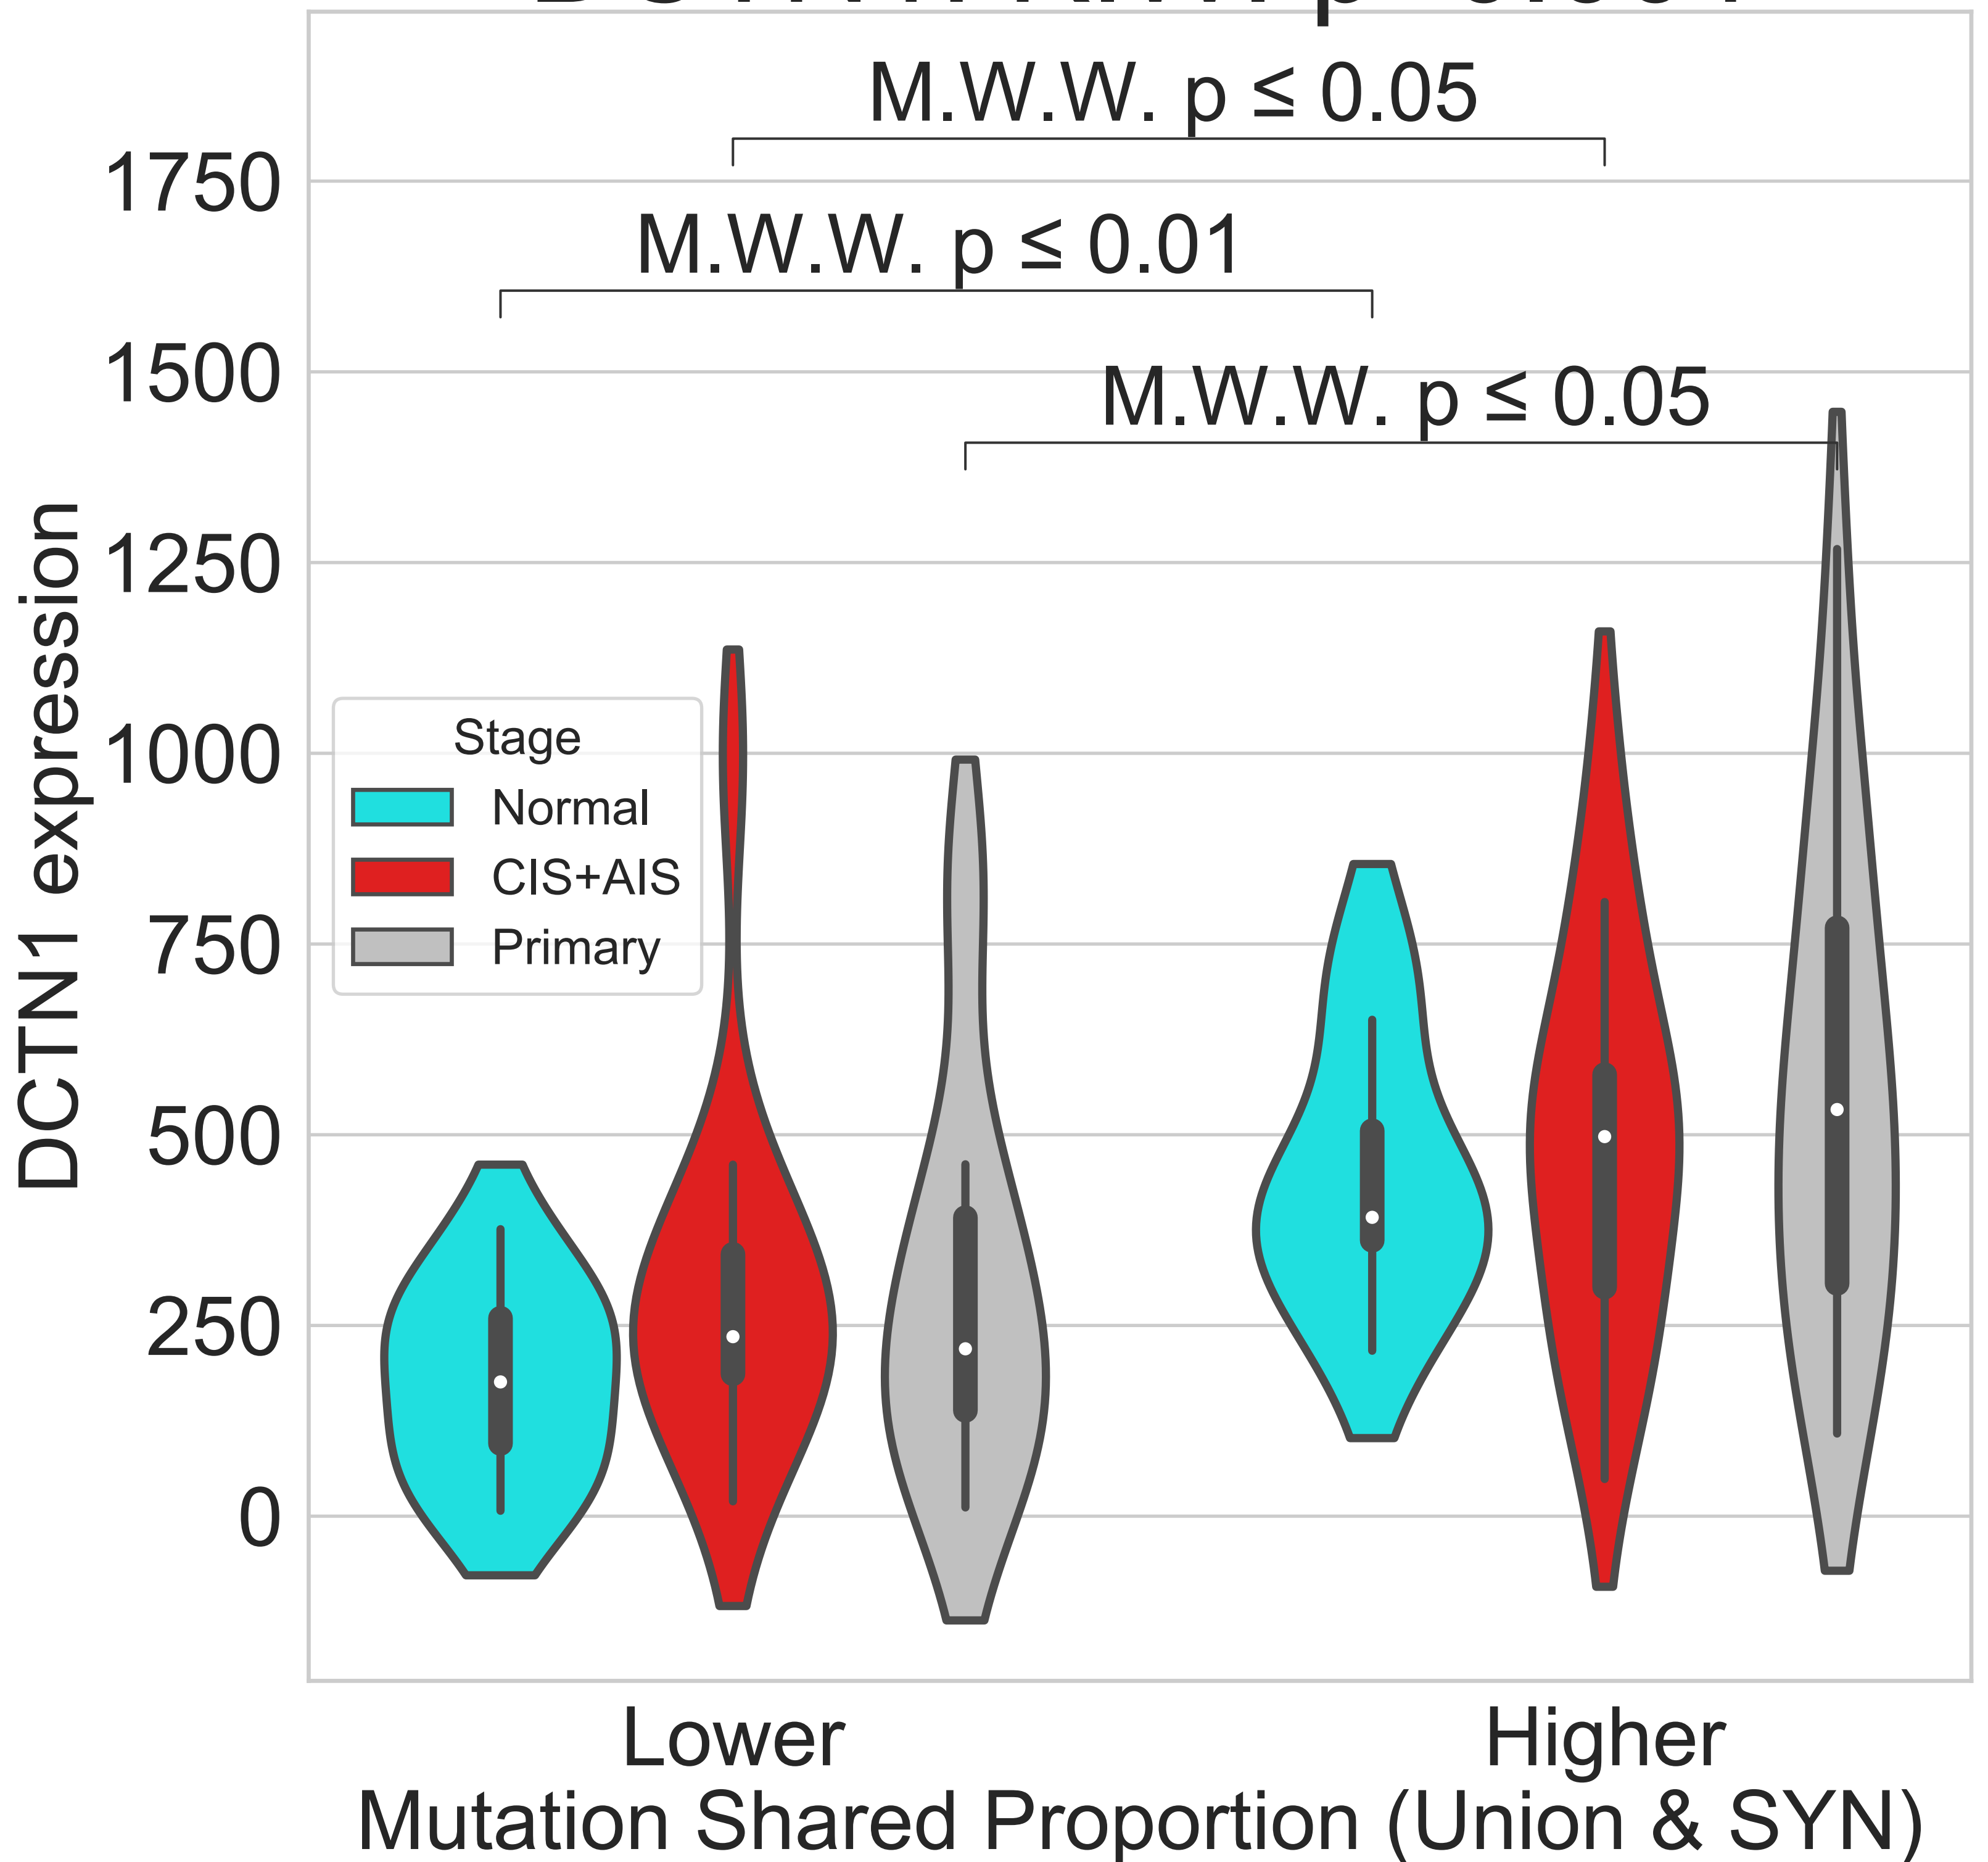 M.W.W. p ≤ 0.05
1750
M.W.W. p ≤ 0.01
1500
M.W.W. p ≤ 0.05
1250
1000
750
500
250
0
DCTN1 expression
Stage
Normal
CIS+AIS
Primary
Lower
Higher
Mutation Shared Proportion (Union & SYN)